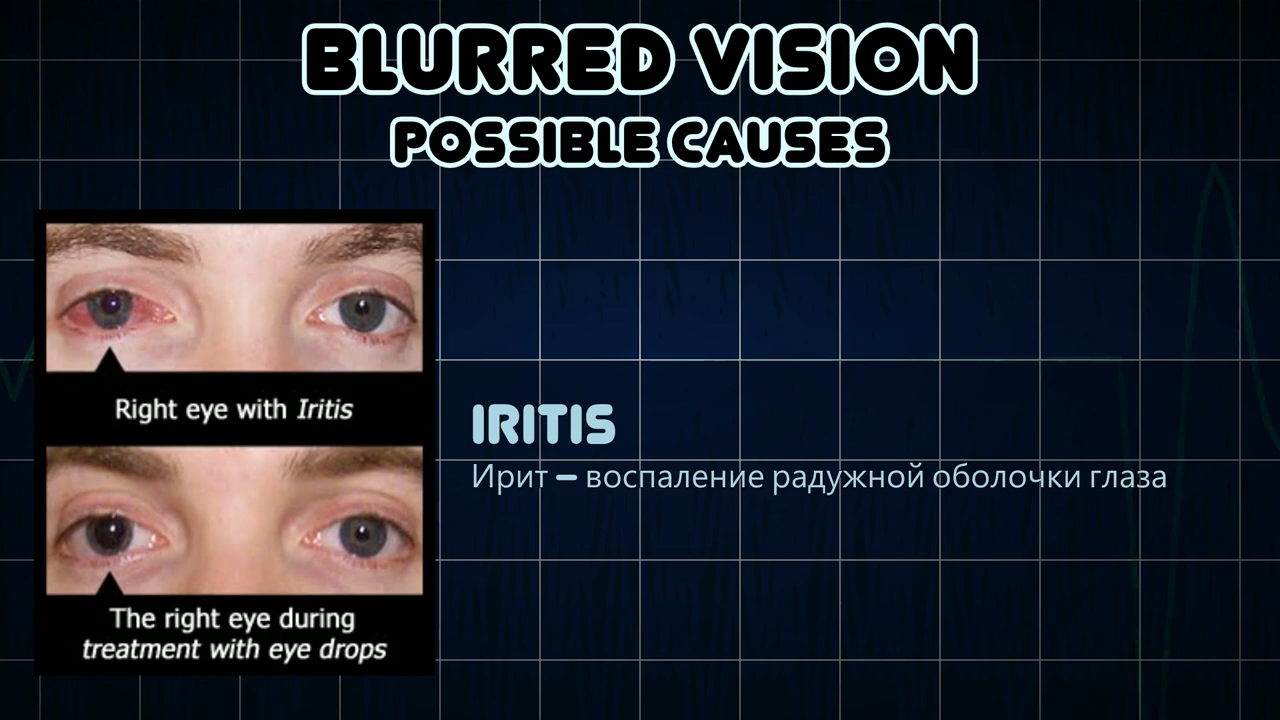 BLURRED VISION
POSSIBLE CAUSES
Right eye with Iritis
The right eye during
treatment with eye drops
IRITIS
Ирит – воспаление радужной оболочки глаза